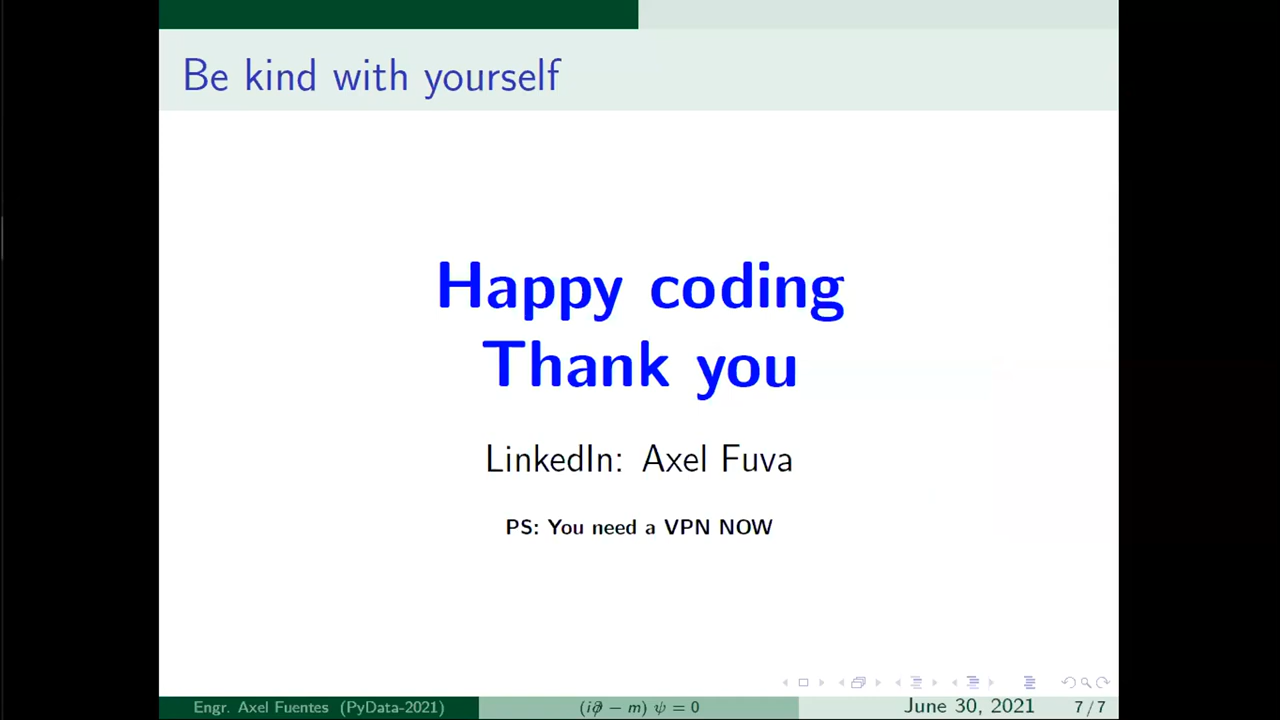 Be kind with yourself
Happy coding
Thank you
LinkedIn: Axel Fuva
PS: You need a VPN NOW
Engr. Axel Fuentes (PyData-2021)
(i∂̸ − m) ψ = 0
June 30, 2021
7 / 7